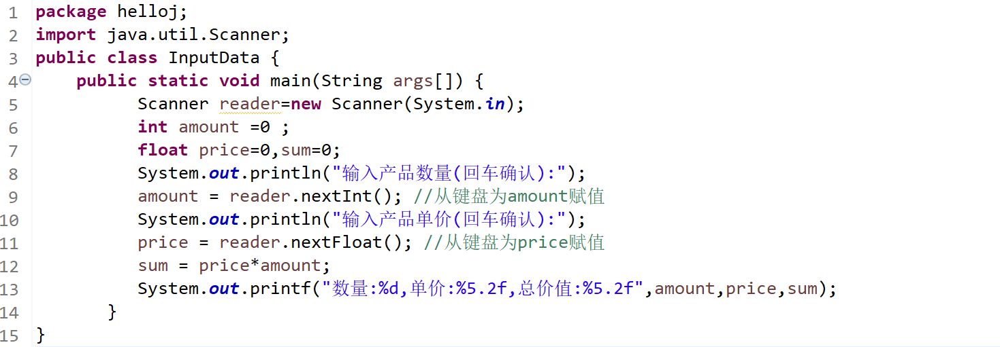 1 package helloj;
2 import java.util.Scanner;
3 public class InputData {
4 public static void main(String args[]) {
5 Scanner reader=new Scanner(System.in);
6 int amount =0 ;
7 float price=0,sum=0;
8 System.out.println("输入产品数量(回车确认):");
9 amount = reader.nextInt(); //从键盘为amount赋值
10 System.out.println("输入产品单价(回车确认):");
11 price = reader.nextFloat(); //从键盘为price赋值
12 sum = price*amount;
13 System.out.printf("数量:%d,单价:%5.2f,总价值:%5.2f",amount,price,sum);
14 }
15 }